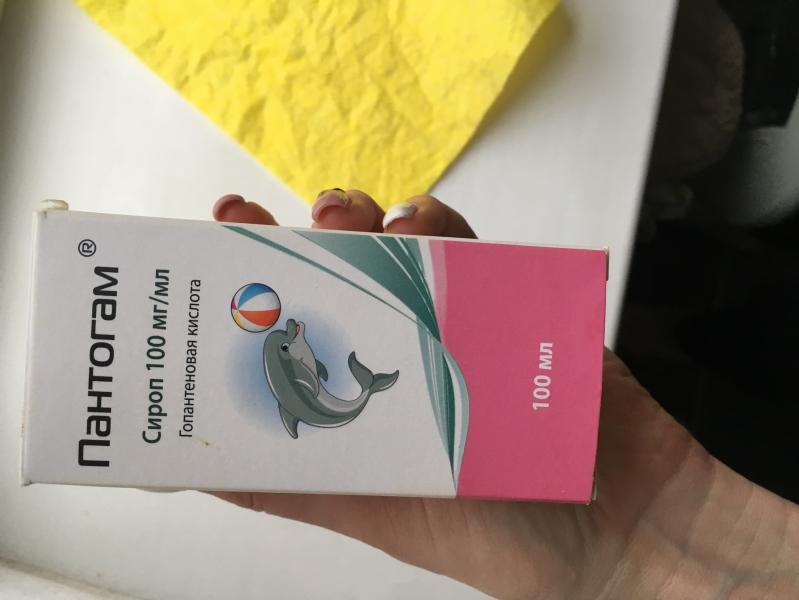 Пантогам®
Сироп 100 мг/мл
Гопантеновая кислота
100 мл